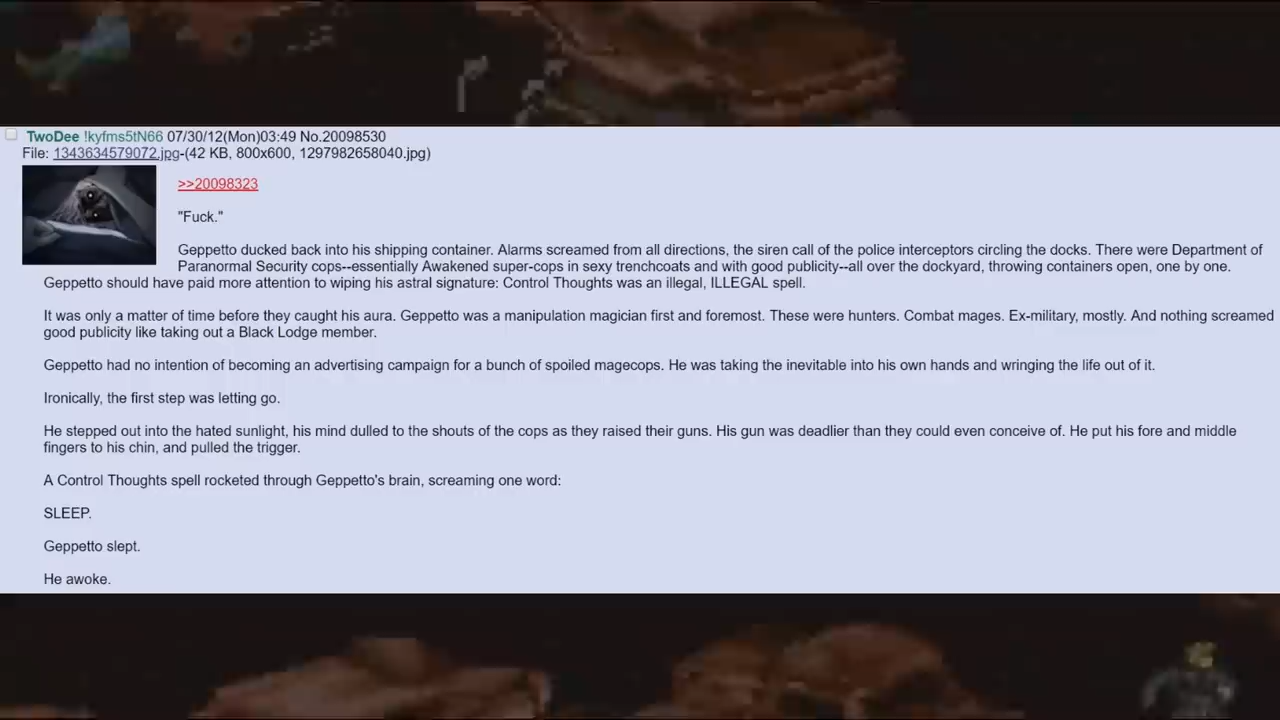 TwoDee !kyfms5tN66 07/30/12(Mon)03:49 No.20098530
File: 1343634579072.jpg-(42 KB, 800x600, 1297982658040.jpg)
>>20098323
"Fuck."
Geppetto ducked back into his shipping container. Alarms screamed from all directions, the siren call of the police interceptors circling the docks. There were Department of
Paranormal Security cops--essentially Awakened super-cops in sexy trenchcoats and with good publicity--all over the dockyard, throwing containers open, one by one.
Geppetto should have paid more attention to wiping his astral signature: Control Thoughts was an illegal, ILLEGAL spell.
It was only a matter of time before they caught his aura. Geppetto was a manipulation magician first and foremost. These were hunters. Combat mages. Ex-military, mostly. And nothing screamed
good publicity like taking out a Black Lodge member.
Geppetto had no intention of becoming an advertising campaign for a bunch of spoiled magecops. He was taking the inevitable into his own hands and wringing the life out of it.
Ironically, the first step was letting go.
He stepped out into the hated sunlight, his mind dulled to the shouts of the cops as they raised their guns. His gun was deadlier than they could even conceive of. He put his fore and middle
fingers to his chin, and pulled the trigger.
A Control Thoughts spell rocketed through Geppetto's brain, screaming one word:
SLEEP.
Geppetto slept.
He awoke.